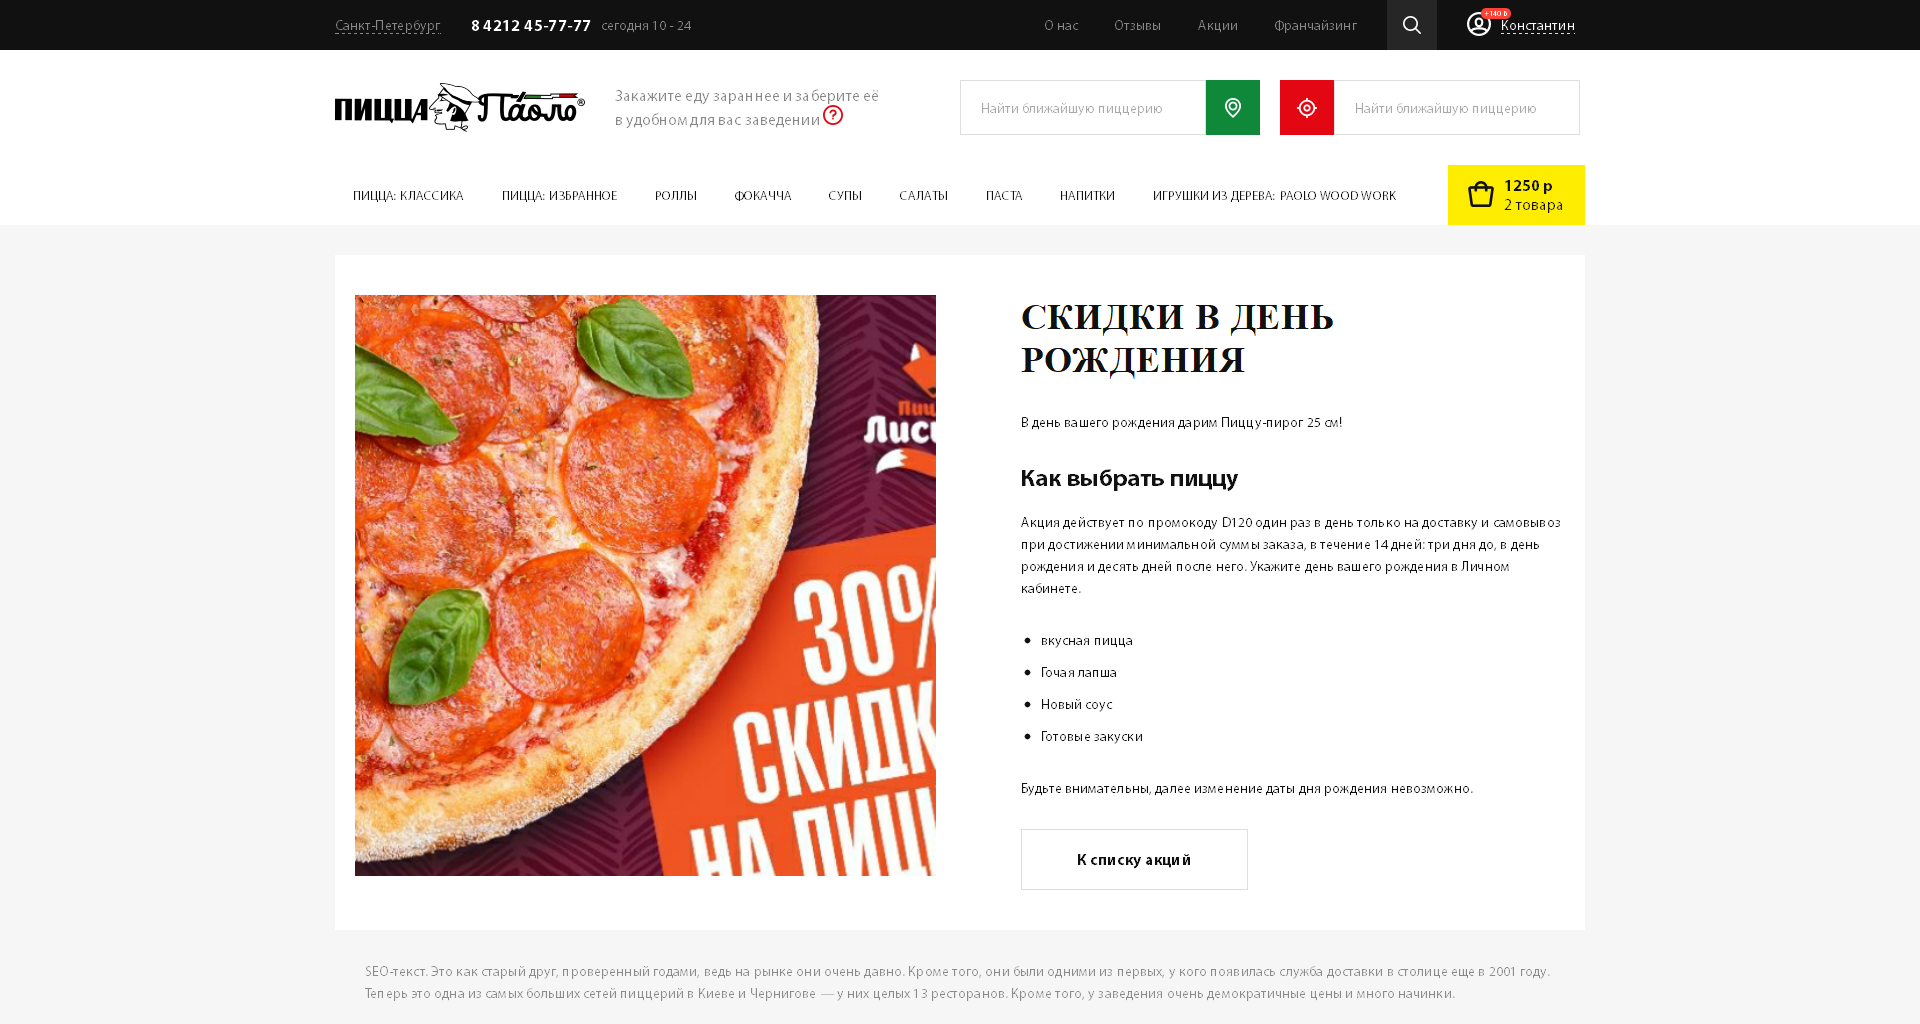 Санкт-Петербург
8 4212 45-77-77
сегодня 10 - 24
О нас
Отзывы
Акции
Франчайзинг
+140 Б
Константин
ПИЦЦА Паоло®
Закажите еду зараннее и заберите её
в удобном для вас заведении ?
Найти ближайшую пиццерию
Найти ближайшую пиццерию
ПИЦЦА: КЛАССИКА
ПИЦЦА: ИЗБРАННОЕ
РОЛЛЫ
ФОКАЧЧА
СУПЫ
САЛАТЫ
ПАСТА
НАПИТКИ
ИГРУШКИ ИЗ ДЕРЕВА: PAOLO WOOD WORK
1250 р
2 товара
Пиц
Лиси
30%
СКИДК
НА ПИЦЦ
СКИДКИ В ДЕНЬ
РОЖДЕНИЯ
В день вашего рождения дарим Пиццу-пирог 25 см!
Как выбрать пиццу
Акция действует по промокоду D120 один раз в день только на доставку и самовывоз
при достижении минимальной суммы заказа, в течение 14 дней: три дня до, в день
рождения и десять дней после него. Укажите день вашего рождения в Личном
кабинете.
вкусная пицца
Гочая лапша
Новый соус
Готовые закуски
Будьте внимательны, далее изменение даты дня рождения невозможно.
К списку акций
SEO-текст. Это как старый друг, проверенный годами, ведь на рынке они очень давно. Кроме того, они были одними из первых, у кого появилась служба доставки в столице еще в 2001 году.
Теперь это одна из самых больших сетей пиццерий в Киеве и Чернигове — у них целых 13 ресторанов. Кроме того, у заведения очень демократичные цены и много начинки.